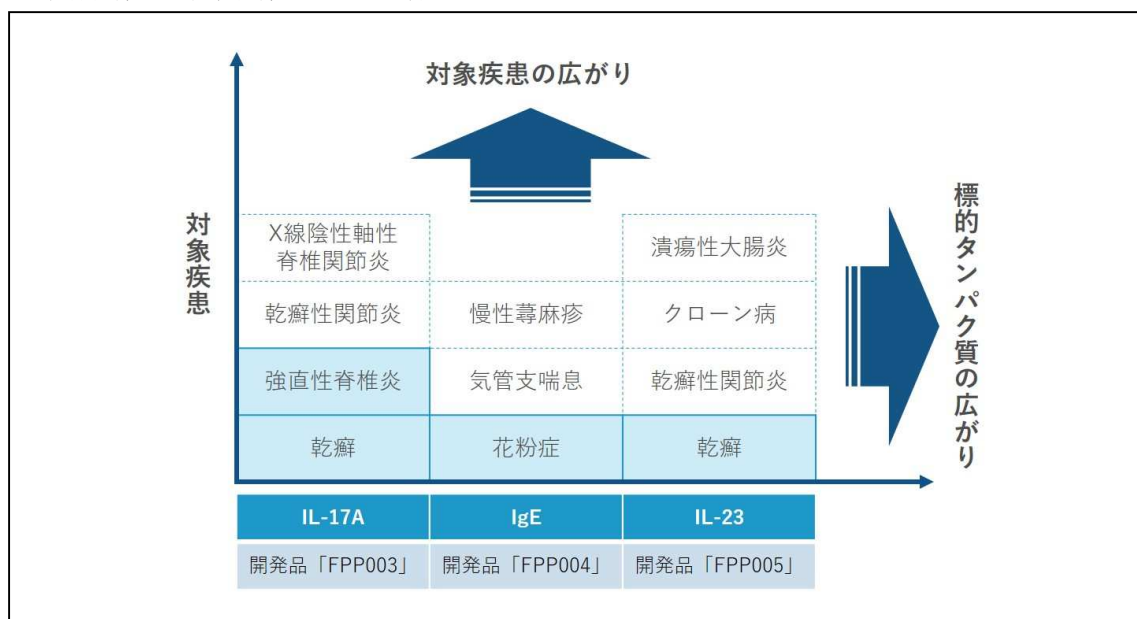 対象疾患の広がり
対象疾患
標的タンパク質の広がり
X線陰性軸性
脊椎関節炎
潰瘍性大腸炎
乾癬性関節炎
慢性蕁麻疹
クローン病
強直性脊椎炎
気管支喘息
乾癬性関節炎
乾癬
花粉症
乾癬
IL-17A
IgE
IL-23
開発品「FPP003」
開発品「FPP004」
開発品「FPP005」